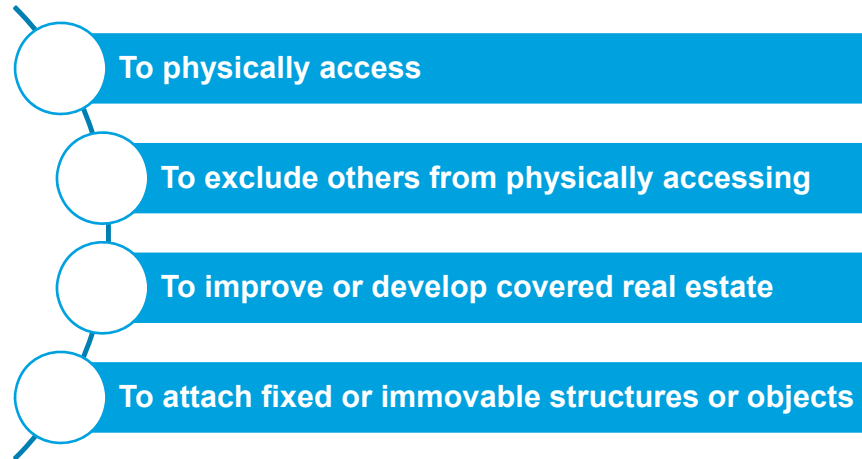 To physically access
To exclude others from physically accessing
To improve or develop covered real estate
To attach fixed or immovable structures or objects